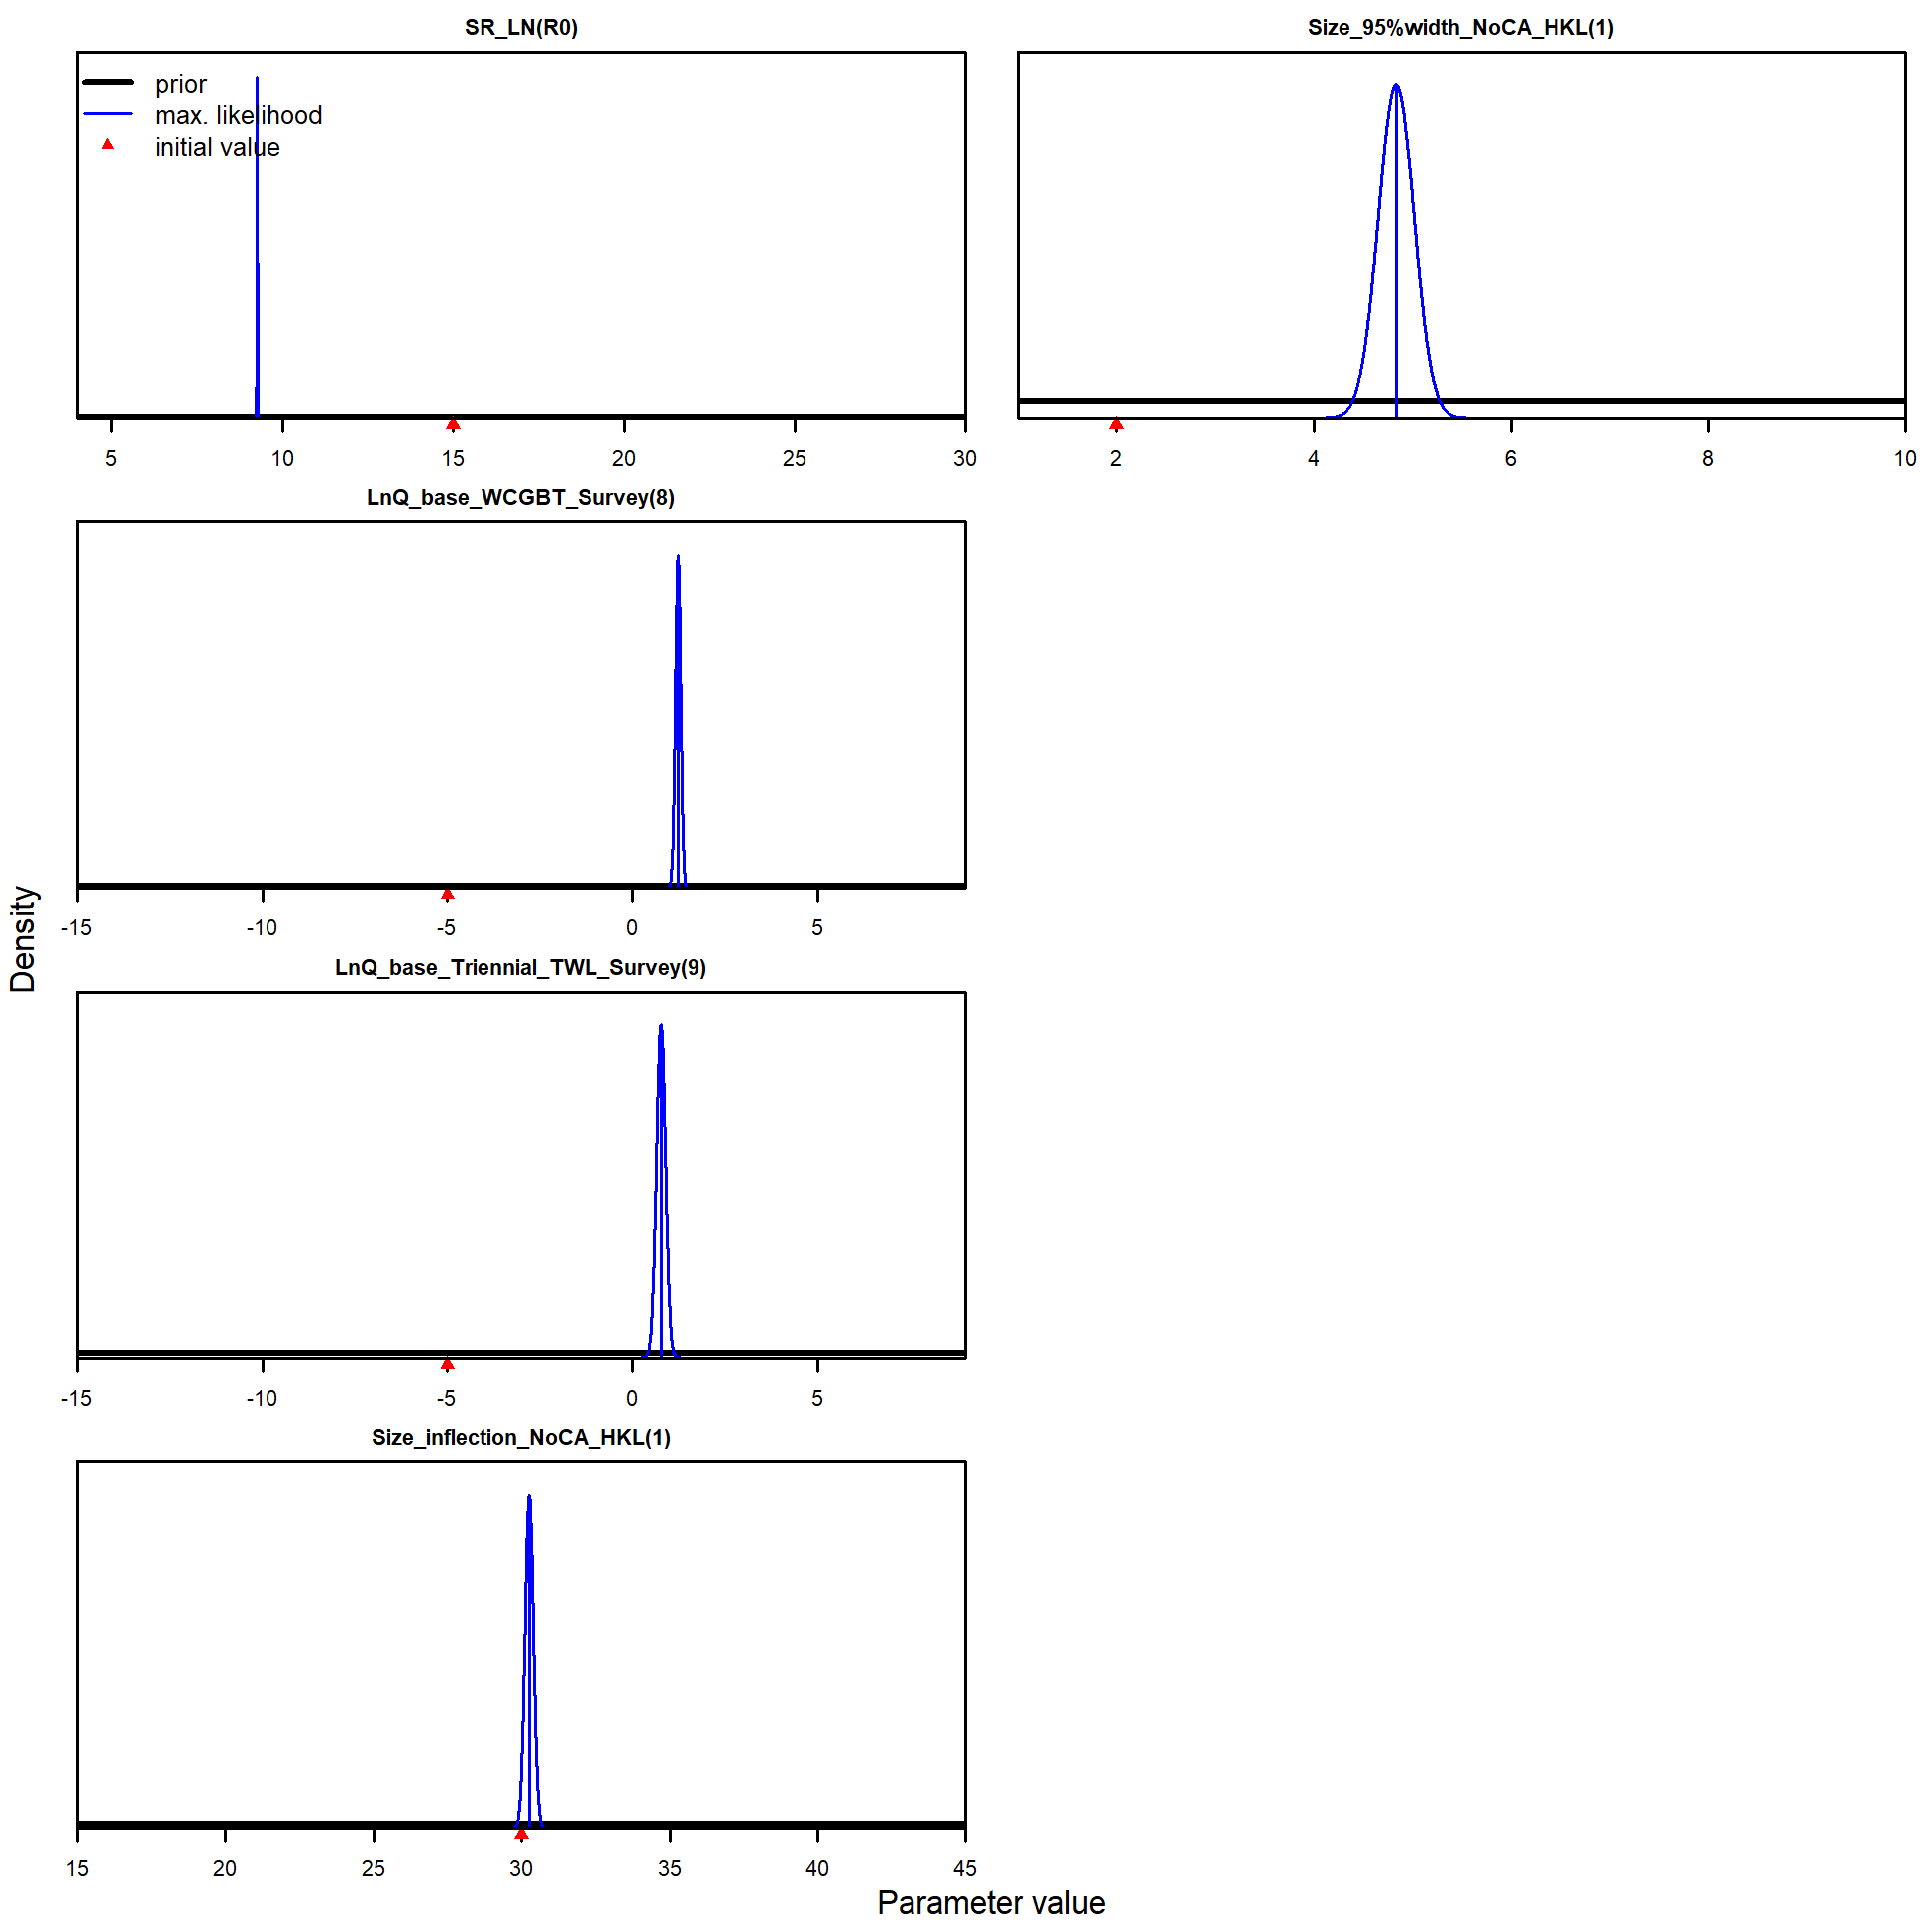 SR_LN(R0)
prior
max. likelihood
initial value
5 10 15 20 25 30
Size_95%width_NoCA_HKL(1)
2 4 6 8 10
LnQ_base_WCGBT_Survey(8)
-15 -10 -5 0 5
LnQ_base_Triennial_TWL_Survey(9)
-15 -10 -5 0 5
Size_inflection_NoCA_HKL(1)
15 20 25 30 35 40 45
Density
Parameter value